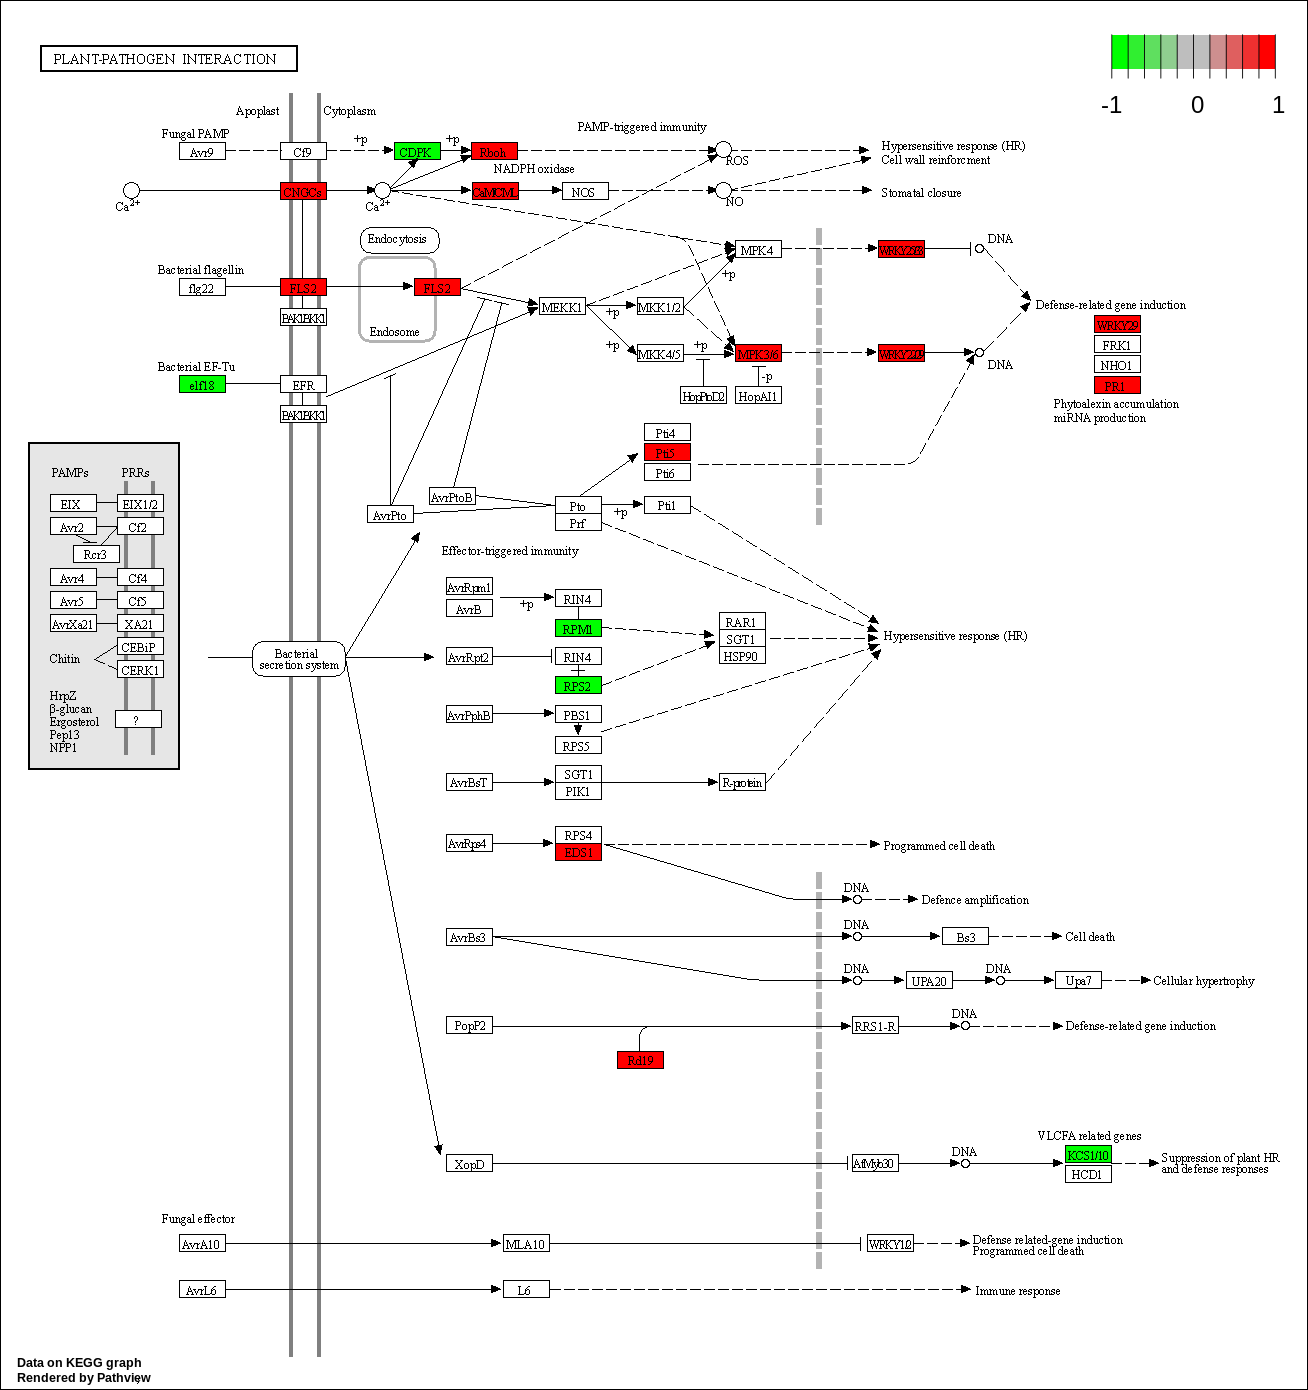 PLANT-PATHOGEN INTERACTION
-1 0 1
Apoplast Cytoplasm
Fungal PAMP
Avr9 Cf9 +p CDPK +p Rboh
PAMP-triggered immunity
ROS
Hypersensitive response (HR)
Cell wall reinforcment
NADPH oxidase
Ca2+ CNGCs Ca2+ CaMCML NOS NO Stomatal closure
Endocytosis
MPK4 DNA
Bacterial flagellin
flg22 FLS2 FLS2
+p
BAK1BKK1
Endosome
MEKK1 +p MKK1/2
Defense-related gene induction
WRKY29
FRK1
NHO1
PR1
Phytoalexin accumulation
miRNA production
+p MKK4/5 +p MPK3/6 DNA
Bacterial EF-Tu
elf18 EFR
-p
HopPtoD2 HopAI1
BAK1BKK1
Pti4
Pti5
Pti6
PAMPs PRRs
EIX EIX1/2
Avr2 Cf2
Rcr3
Avr4 Cf4
Avr5 Cf5
AvrXa21 XA21
CEBiP
Chitin
CERK1
HrpZ
β-glucan
Ergosterol
Pep13
NPP1
?
AvrPto AvrPtoB
Pto +p Pti1
Prf
Effector-triggered immunity
AvrRpm1
AvrB
+p RIN4
RPM1
RAR1
SGT1
HSP90
Hypersensitive response (HR)
Bacterial
secretion system
AvrRpt2 RIN4
RPS2
AvrPphB PBS1
RPS5
AvrBsT SGT1
PIK1
R-protein
AvrRps4 RPS4
EDS1
Programmed cell death
DNA Defence amplification
AvrBs3 DNA Bs3 Cell death
DNA UPA20 DNA Upa7 Cellular hypertrophy
PopP2 RRS1-R DNA Defense-related gene induction
Rd19
VLCFA related genes
XopD AtMyb30 DNA KCS1/10
HCD1
Suppression of plant HR
and defense responses
Fungal effector
AvrA10 MLA10 WRKY1/2 Defense related-gene induction
Programmed cell death
AvrL6 L6 Immune response
Data on KEGG graph
Rendered by Pathview